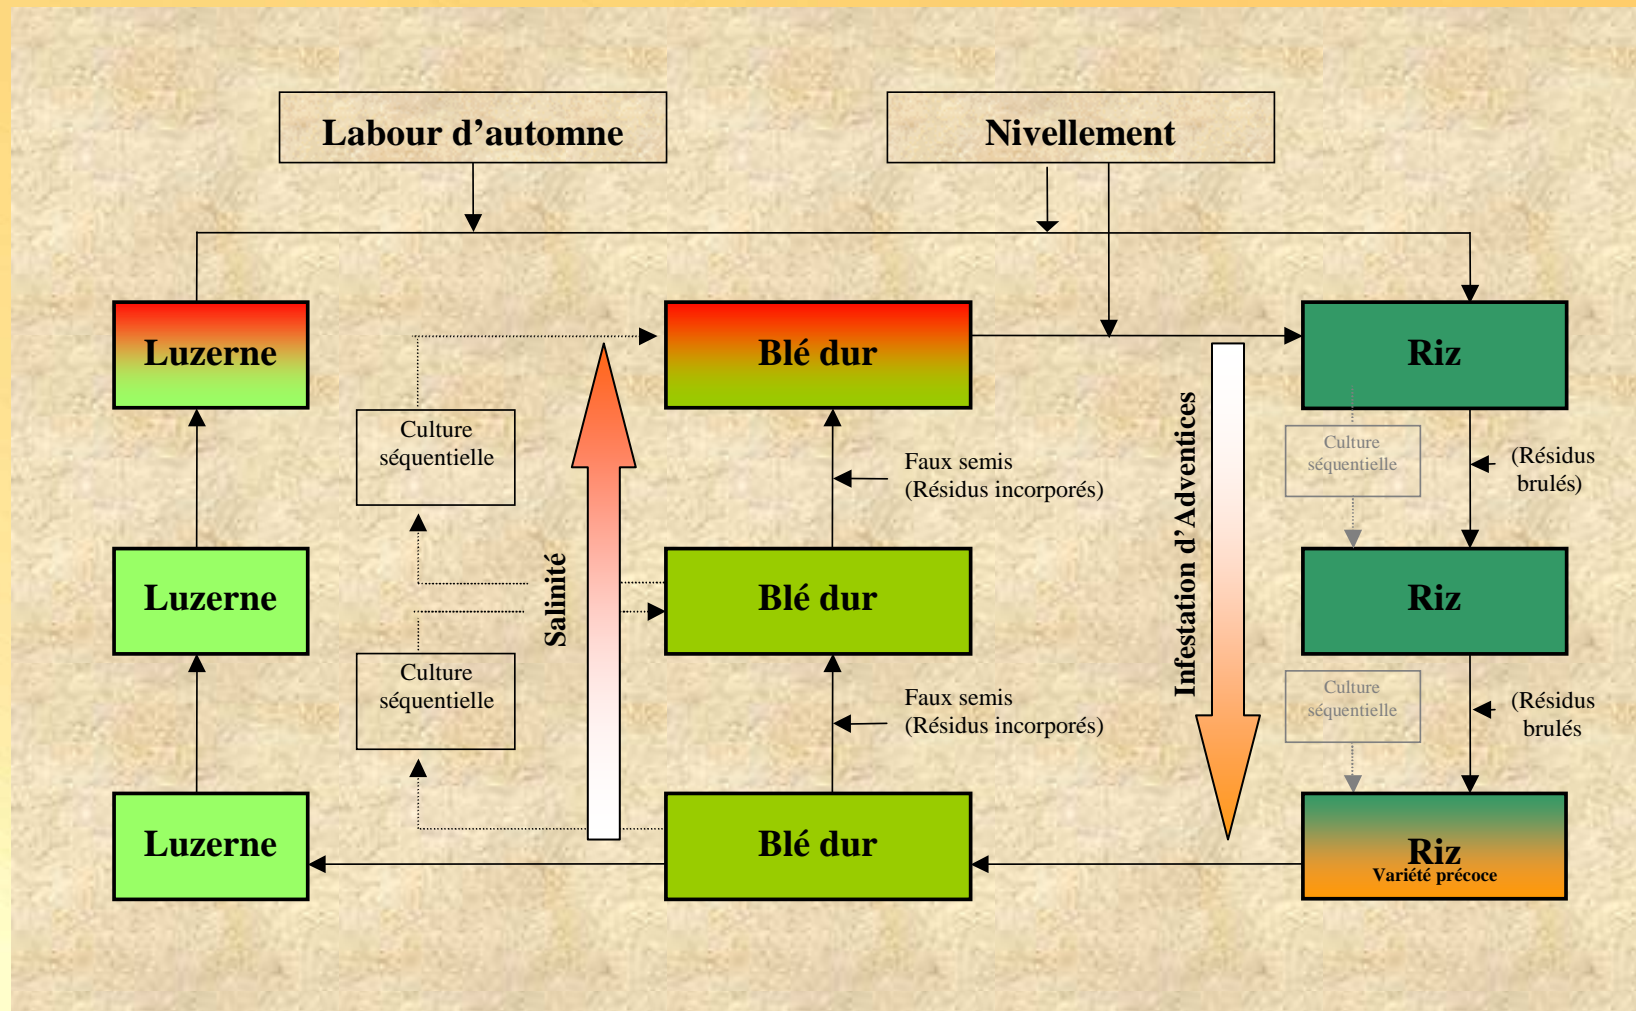 Labour d'automne
Nivellement
Luzerne
Blé dur
Riz
Culture
séquentielle
Faux semis
(Résidus incorporés)
Culture
séquentielle
(Résidus
brulés)
Salinité
Infestation d'Adventices
Luzerne
Blé dur
Riz
Culture
séquentielle
Faux semis
(Résidus incorporés)
Culture
séquentielle
(Résidus
brulés
Luzerne
Blé dur
Riz
Variété précoce